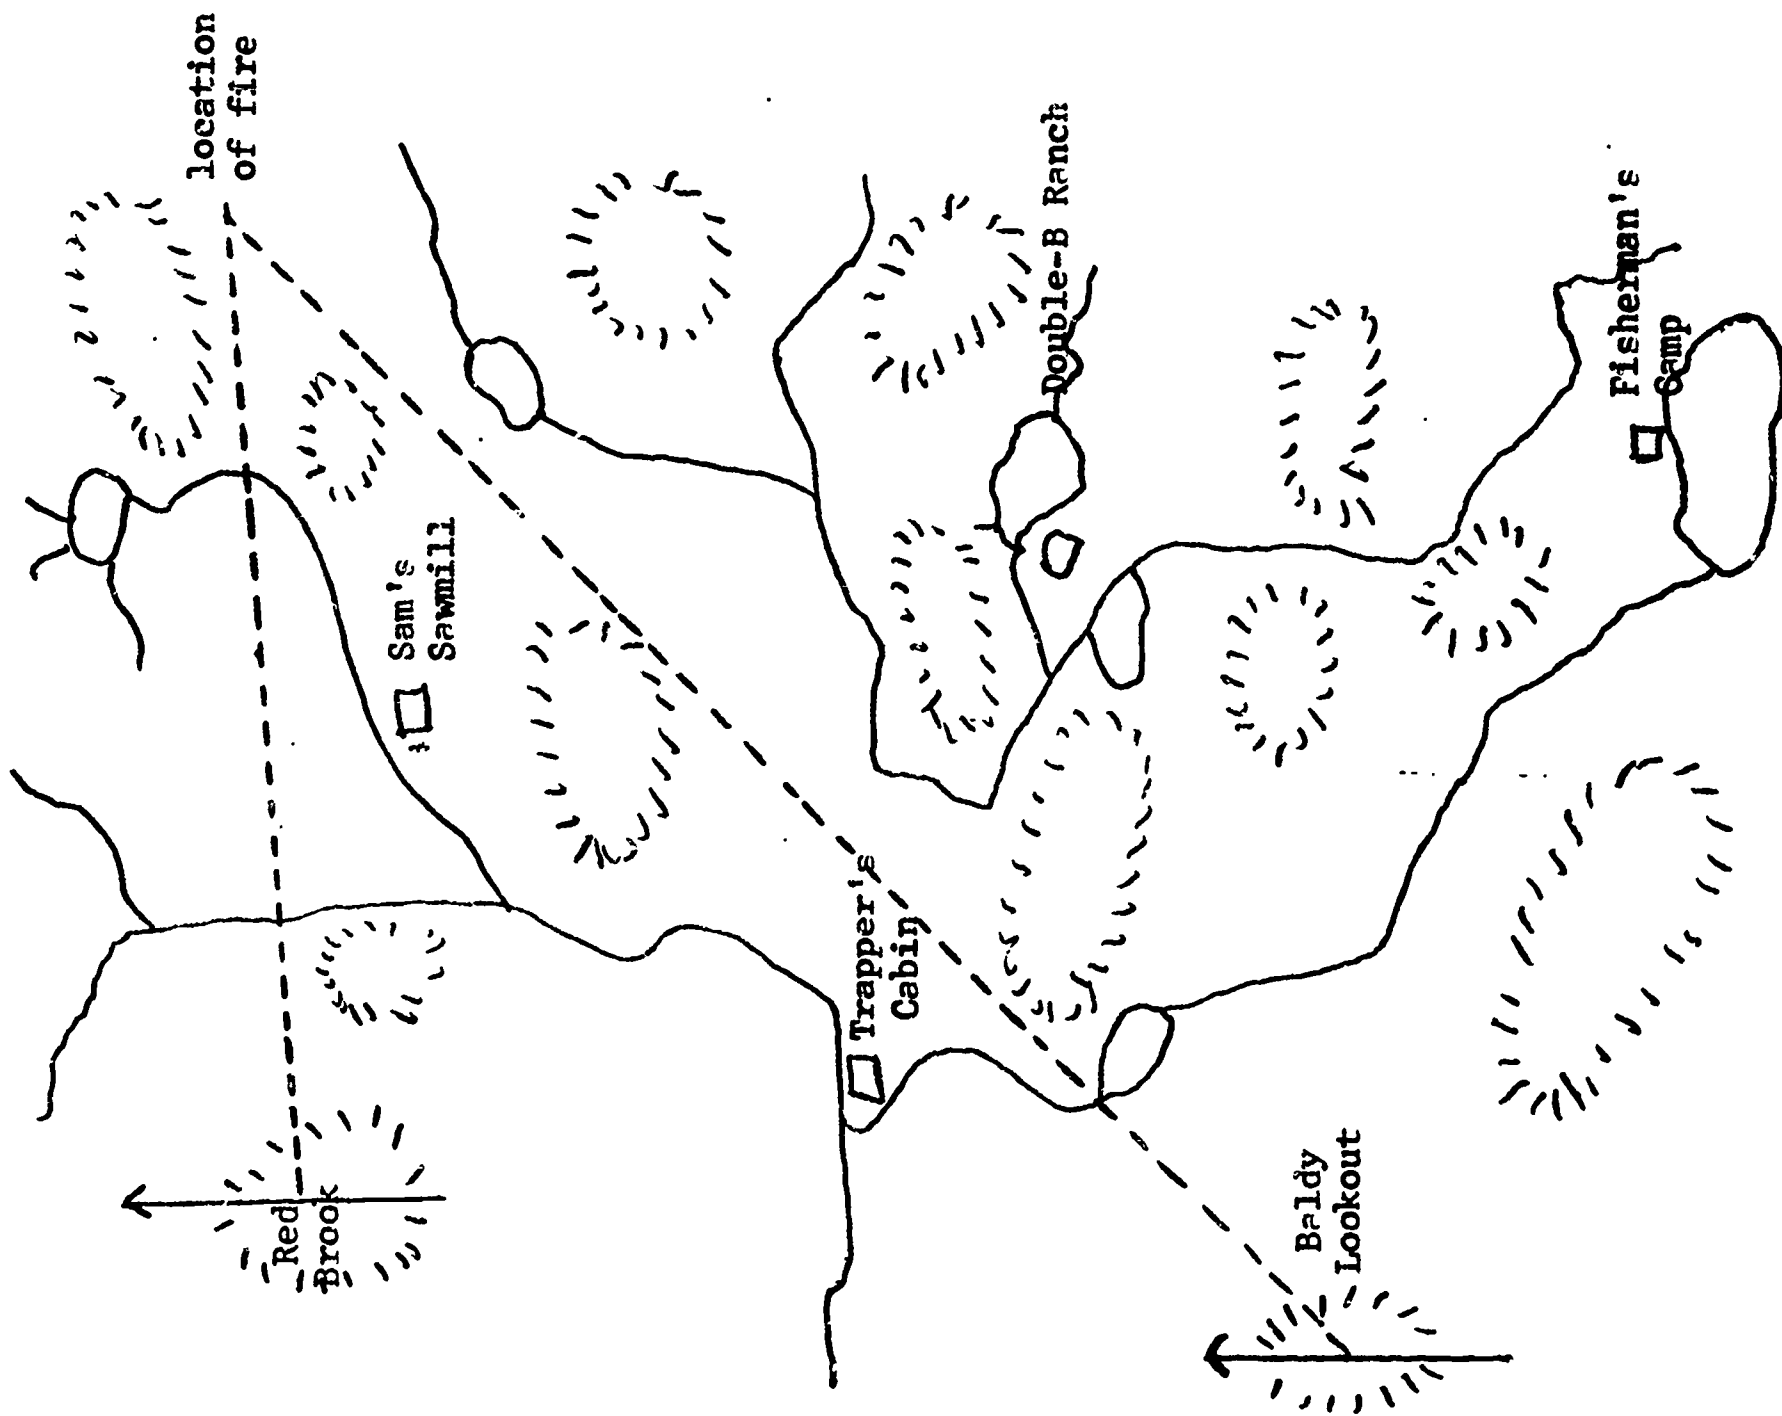 location
of fire
Sam's
Sawmill
Double-B Ranch
Trapper's
Cabin
Fisherman's
Camp
Red
Brook
Baldy
Lookout